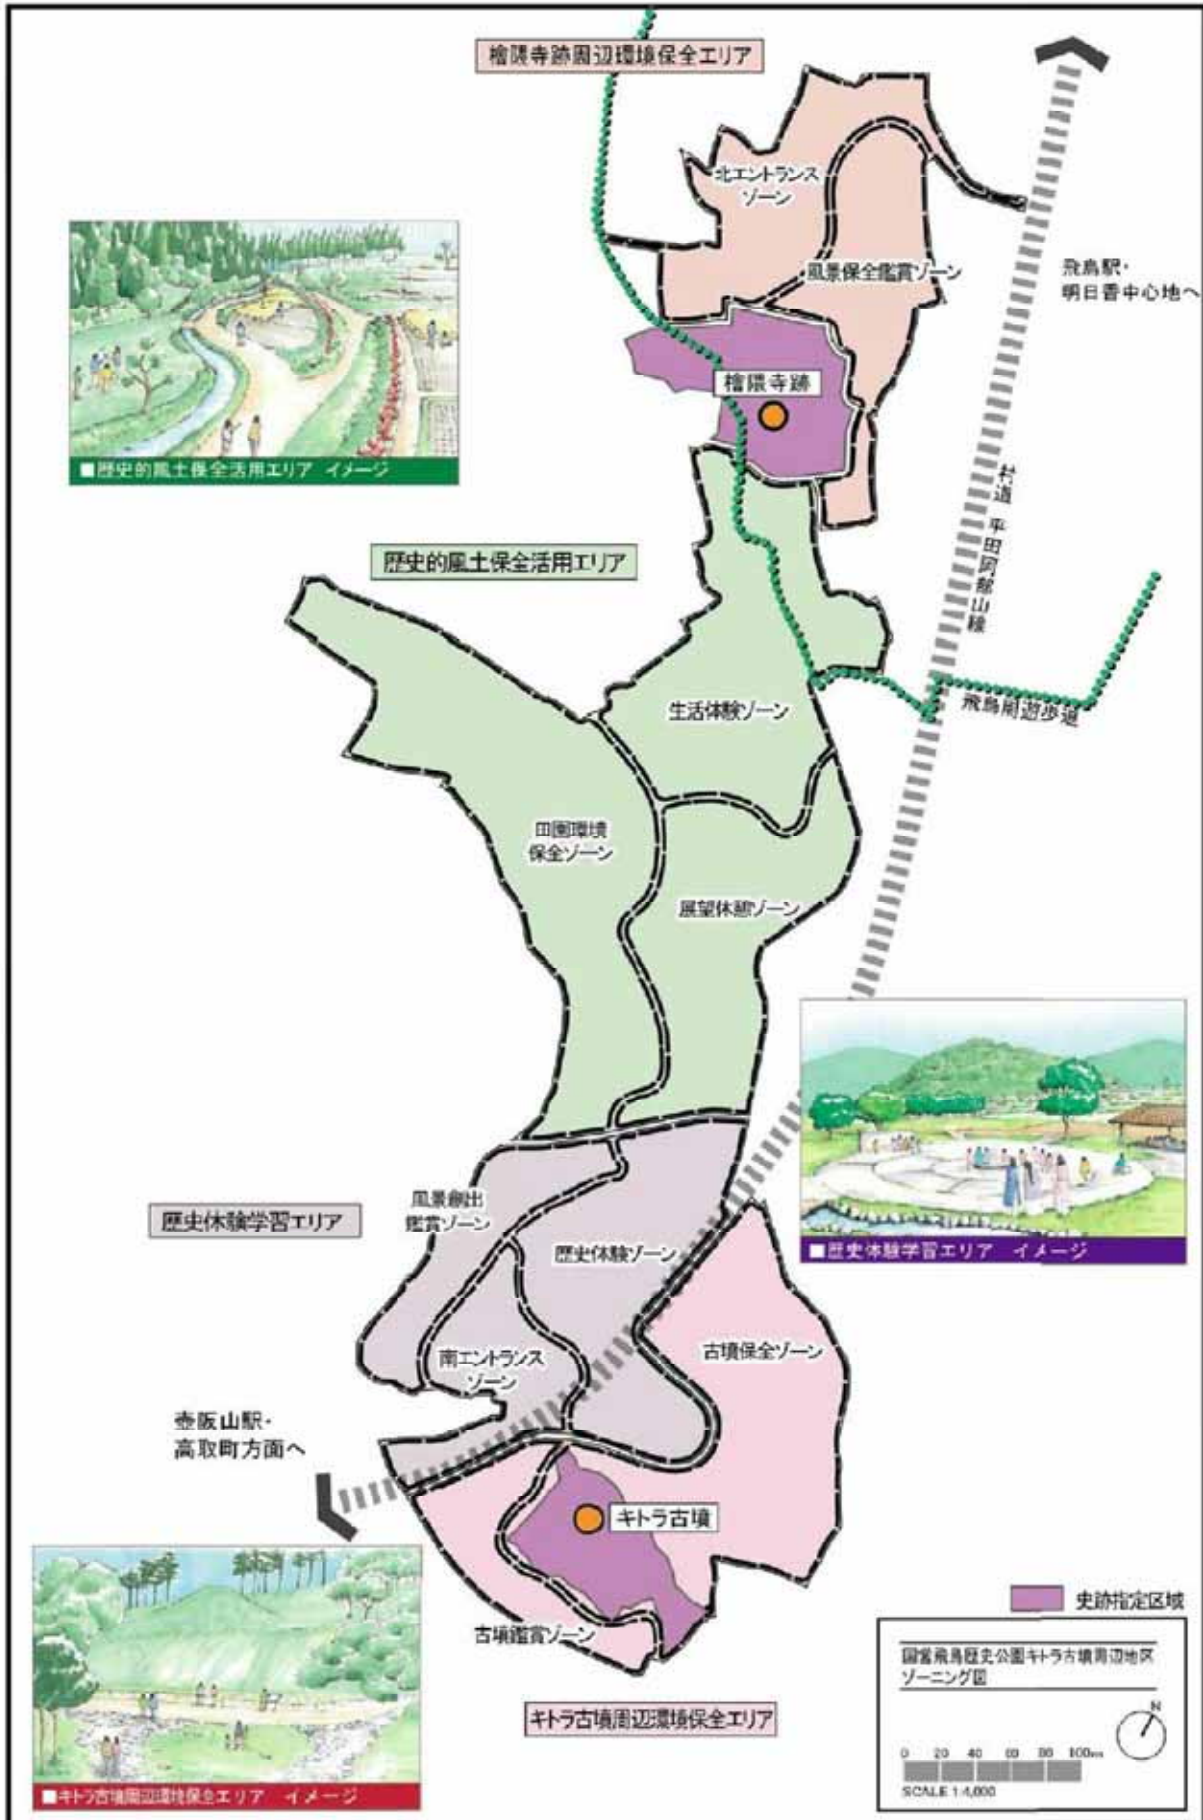 檜隈寺跡周辺環境保全エリア
北エントランス
ゾーン
風景保全鑑賞ゾーン
飛鳥駅・
明日香中心地へ
檜隈寺跡
■歴史的風土保全活用エリア イメージ
村道 平田阿部山線
歴史的風土保全活用エリア
生活体験ゾーン
飛鳥周遊歩道
田園環境
保全ゾーン
展望休憩ゾーン
風景創出
鑑賞ゾーン
歴史体験学習エリア
歴史体験ゾーン
■歴史体験学習エリア イメージ
南エントランス
ゾーン
古墳保全ゾーン
壺阪山駅・
高取町方面へ
キトラ古墳
古墳鑑賞ゾーン
■キトラ古墳周辺環境保全エリア イメージ
キトラ古墳周辺環境保全エリア
史跡指定区域
国営飛鳥歴史公園キトラ古墳周辺地区
ゾーニング図
N
0 20 40 60 80 100m
SCALE 1:4,000